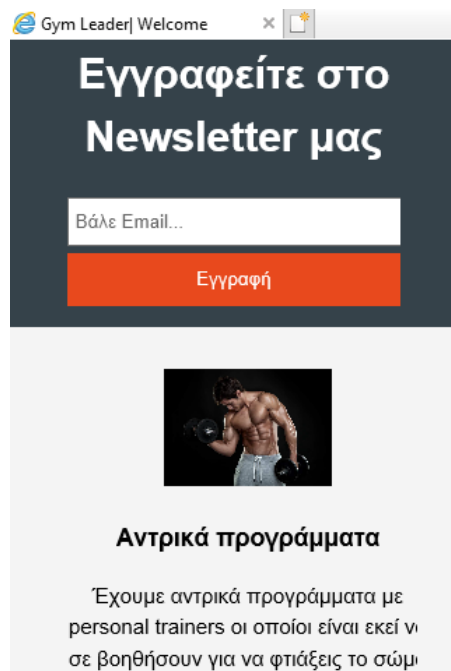 Gym Leader| Welcome
Εγγραφείτε στο
Newsletter μας
Βάλε Email...
Εγγραφή
Αντρικά προγράμματα
Έχουμε αντρικά προγράμματα με
personal trainers οι οποίοι είναι εκεί
σε βοηθήσουν για να φτιάξεις το